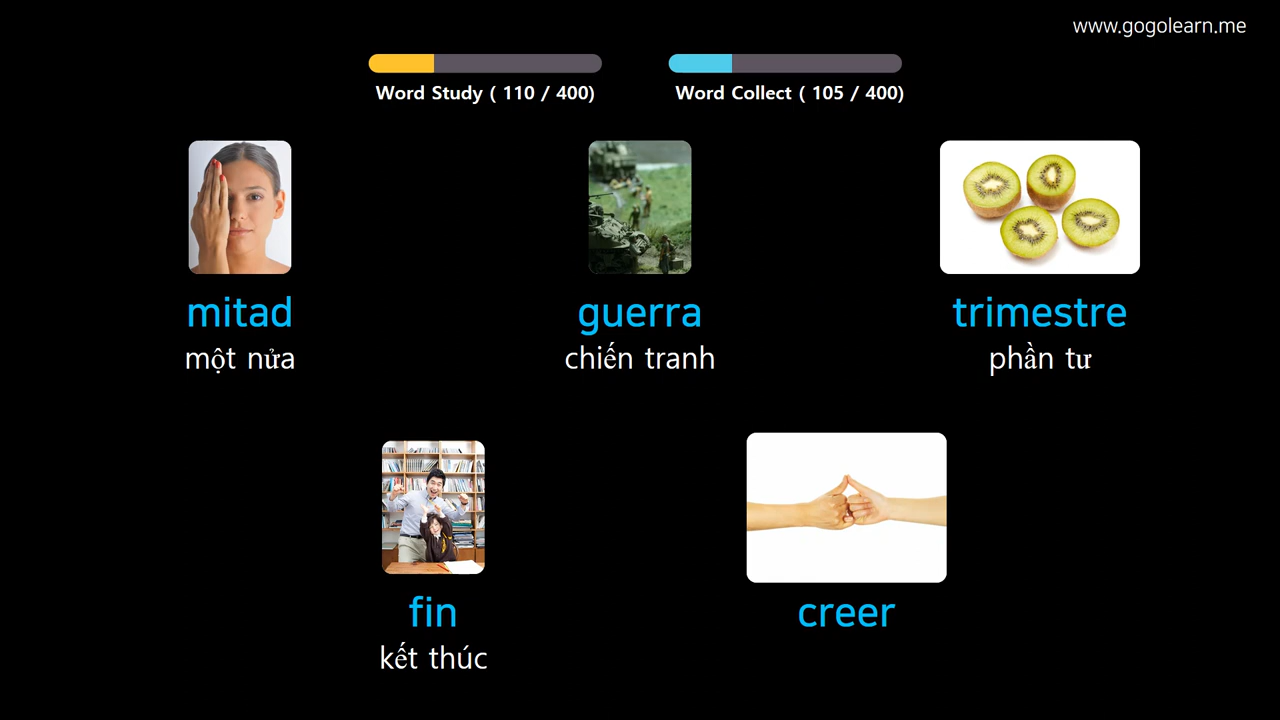 www.gogolearn.me
Word Study ( 110 / 400)
Word Collect ( 105 / 400)
mitad
một nửa
guerra
chiến tranh
trimestre
phần tư
fin
kết thúc
creer